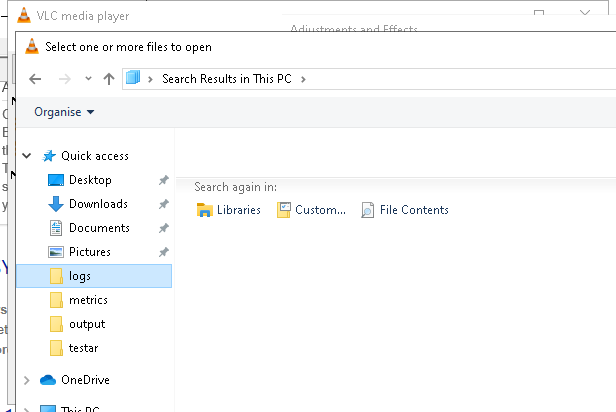 VLC media player
Adjustments and Effects
Select one or more files to open
Search Results in This PC
Organise
Quick access
Search again in:
Desktop
Libraries
Custom...
File Contents
Downloads
Documents
Pictures
logs
metrics
output
testar
OneDrive
This PC